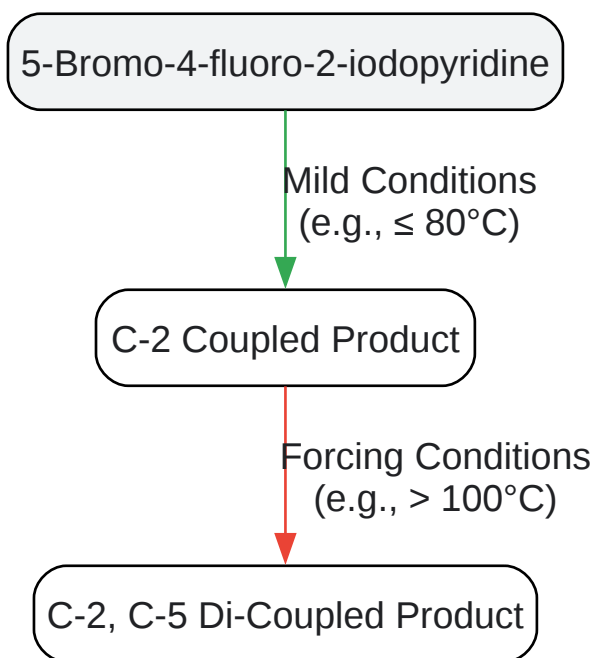 5-Bromo-4-fluoro-2-iodopyridine
Mild Conditions
(e.g., ≤ 80°C)
C-2 Coupled Product
Forcing Conditions
(e.g., > 100°C)
C-2, C-5 Di-Coupled Product